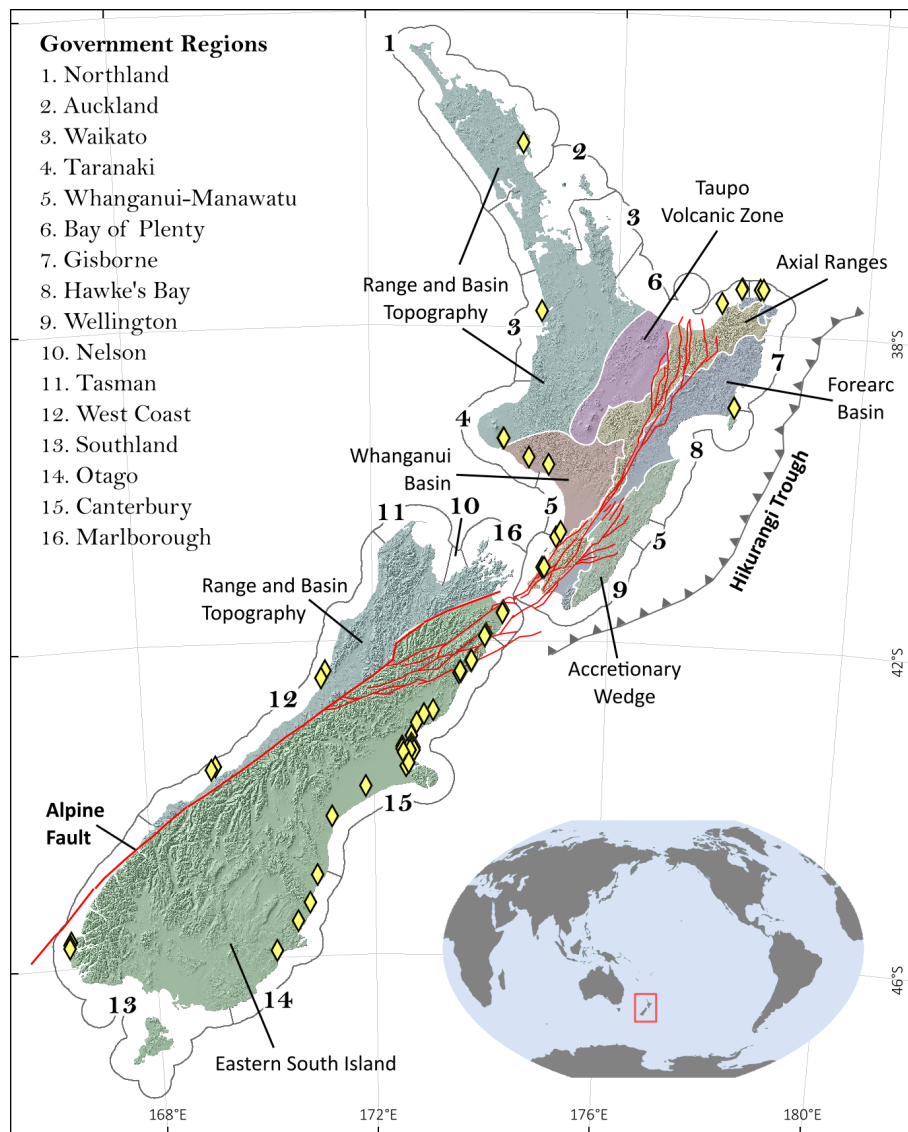 Government Regions
1. Northland
2. Auckland
3. Waikato
4. Taranaki
5. Whanganui-Manawatu
6. Bay of Plenty
7. Gisborne
8. Hawke's Bay
9. Wellington
10. Nelson
11. Tasman
12. West Coast
13. Southland
14. Otago
15. Canterbury
16. Marlborough
1
2
3
Taupo
Volcanic Zone
6
Axial Ranges
Range and Basin
Topography
3
38°S
7
Forearc
Basin
4
8
Whanganui
Basin
Hikurangi Trough
5
10
11
16
5
Range and Basin
Topography
9
42°S
Accretionary
Wedge
12
15
Alpine
Fault
46°S
13
14
Eastern South Island
168°E
172°E
176°E
180°E